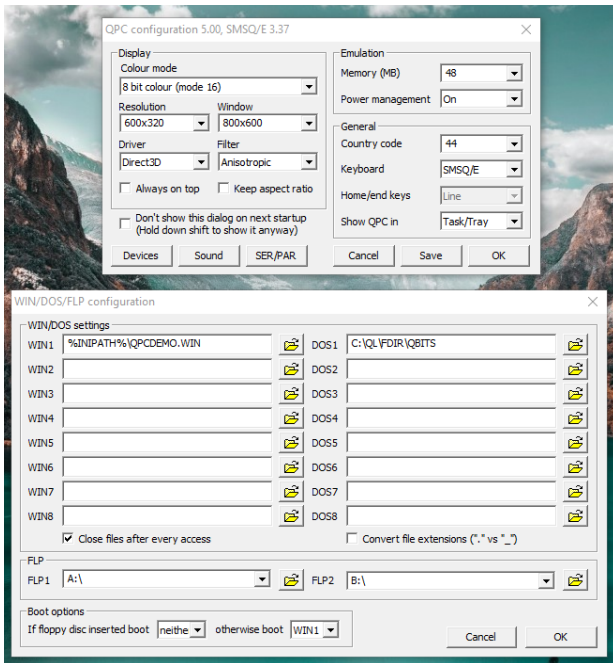 QPC configuration 5.00, SMSQ/E 3.37
Display
Colour mode
8 bit colour (mode 16)
Resolution Window
600x320 800x600
Driver Filter
Direct3D Anisotropic
Always on top Keep aspect ratio
Don't show this dialog on next startup
(Hold down shift to show it anyway)
Emulation
Memory (MB) 48
Power management On
General
Country code 44
Keyboard SMSQ/E
Home/end keys Line
Show QPC in Task/Tray
Devices Sound SER/PAR Cancel Save OK
WIN/DOS/FLP configuration
WIN/DOS settings
WIN1 %INIPATH%\QPCDEMO.WIN DOS1 C:\QL\FDIR\QBITS
WIN2 DOS2
WIN3 DOS3
WIN4 DOS4
WIN5 DOS5
WIN6 DOS6
WIN7 DOS7
WIN8 DOS8
Close files after every access Convert file extensions ("." vs "_")
FLP
FLP1 A:\ FLP2 B:\
Boot options
If floppy disc inserted boot neithe otherwise boot WIN1
Cancel OK